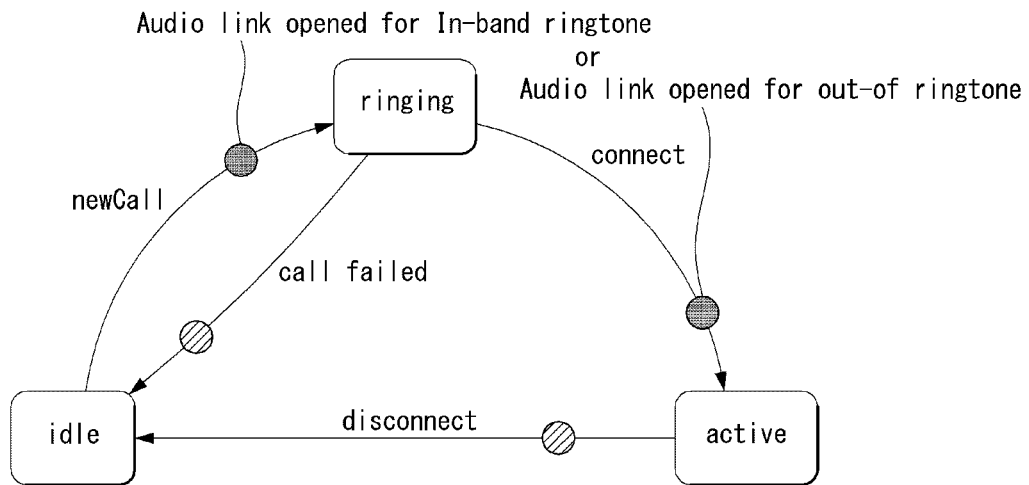 Audio link opened for In-band ringtone
or
Audio link opened for out-of ringtone
ringing
connect
newCall
call failed
idle
disconnect
active